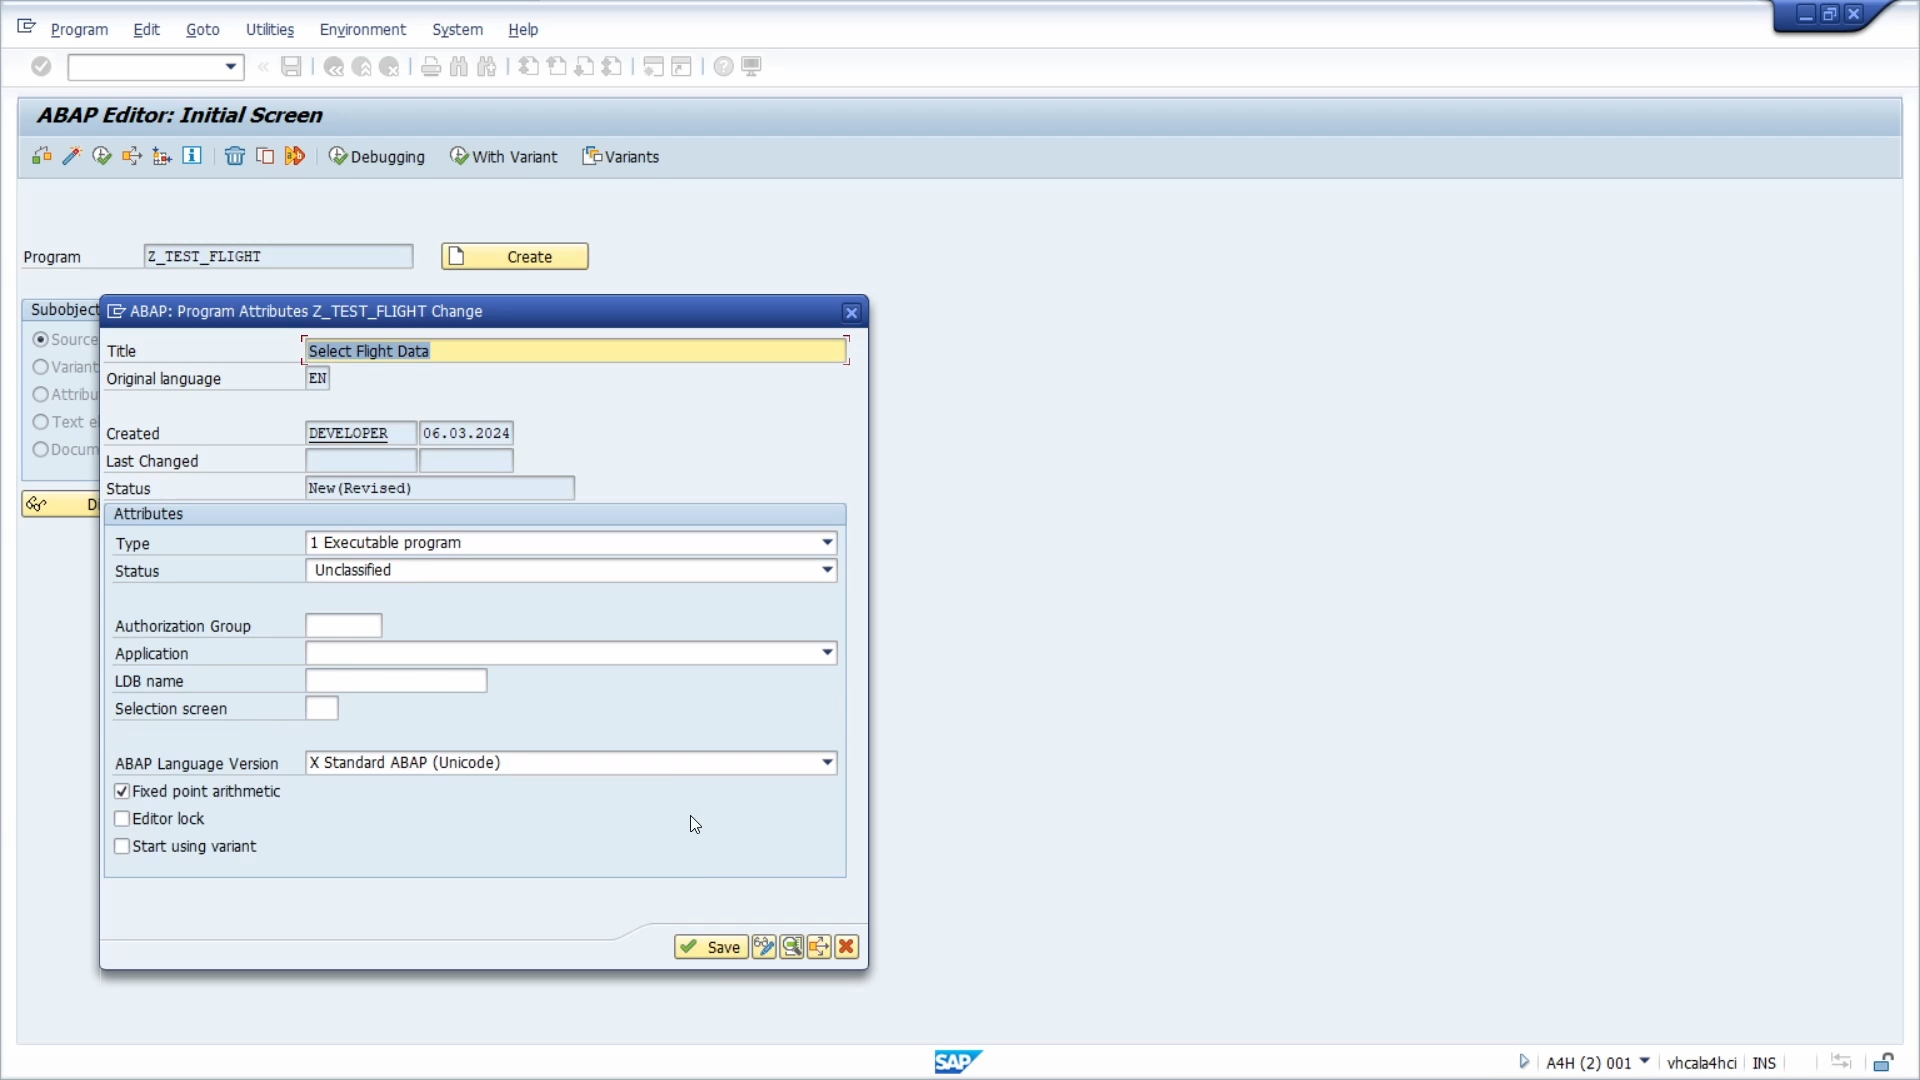 Program Edit Goto Utilities Environment System Help
ABAP Editor: Initial Screen
Debugging With Variant Variants
Program Z_TEST_FLIGHT Create
Subobject
ABAP: Program Attributes Z_TEST_FLIGHT Change
Source
Title Select Flight Data
Variant
Original language EN
Attribu
Text e
Created DEVELOPER 06.03.2024
Docum
Last Changed
Status New(Revised)
Di
Attributes
Type 1 Executable program
Status Unclassified
Authorization Group
Application
LDB name
Selection screen
ABAP Language Version X Standard ABAP (Unicode)
Fixed point arithmetic
Editor lock
Start using variant
Save
SAP A4H (2) 001 vhcala4hci INS